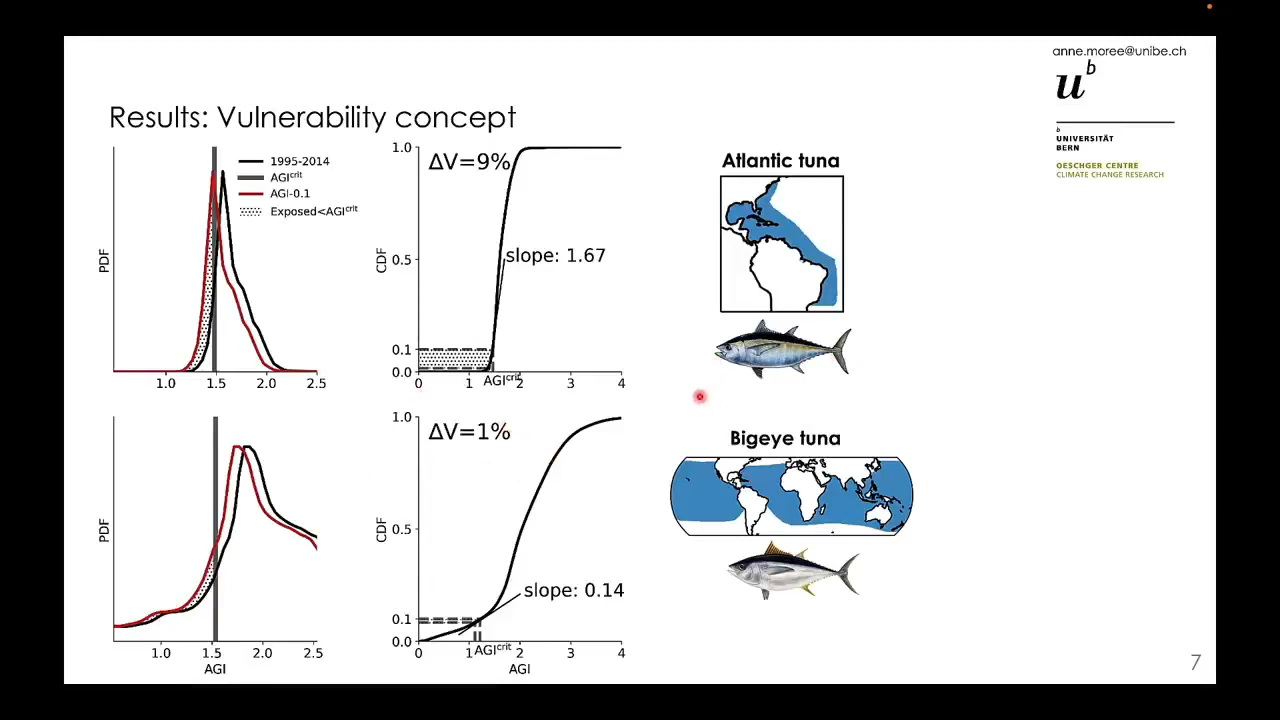 anne.moree@unibe.ch
u^b
b
UNIVERSITÄT
BERN
OESCHGER CENTRE
CLIMATE CHANGE RESEARCH
Results: Vulnerability concept
1995-2014
AGI^crit
AGI-0.1
Exposed<AGI^crit
PDF
1.0 1.5 2.0 2.5
ΔV=9%
slope: 1.67
CDF
1.0
0.5
0.1
0.0
0 1 2 3 4
AGI^crit
Atlantic tuna
PDF
1.0 1.5 2.0 2.5
AGI
ΔV=1%
slope: 0.14
CDF
1.0
0.5
0.1
0.0
0 1 2 3 4
AGI^crit
AGI
Bigeye tuna
7